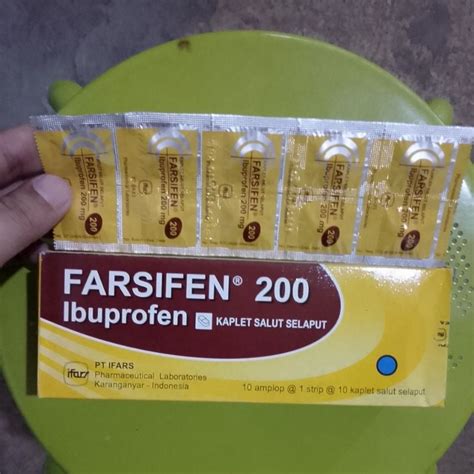 FARSIFEN® 200
Ibuprofen 200 mg
FARSIFEN® 200
Ibuprofen 200 mg
FARSIFEN® 200
Ibuprofen 200 mg
FARSIFEN® 200
Ibuprofen 200 mg
FARSIFEN® 200
Ibuprofen 200 mg
FARSIFEN® 200
Ibuprofen
KAPLET SALUT SELAPUT
ifars
PT IFARS
Pharmaceutical Laboratories
Karanganyar - Indonesia
10 amplop @ 1 strip @ 10 kaplet salut selaput